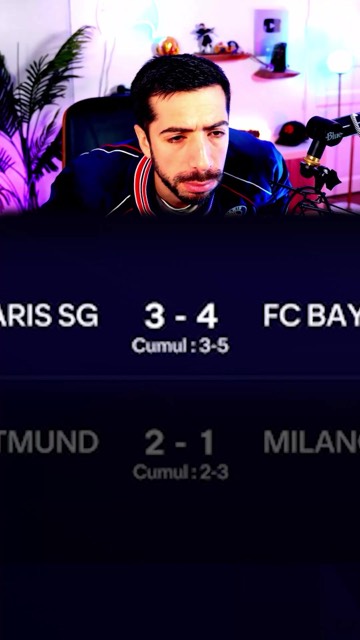 ARIS SG 3 - 4 FC BAY
Cumul : 3-5
TMUND 2 - 1 MILAN
Cumul : 2-3